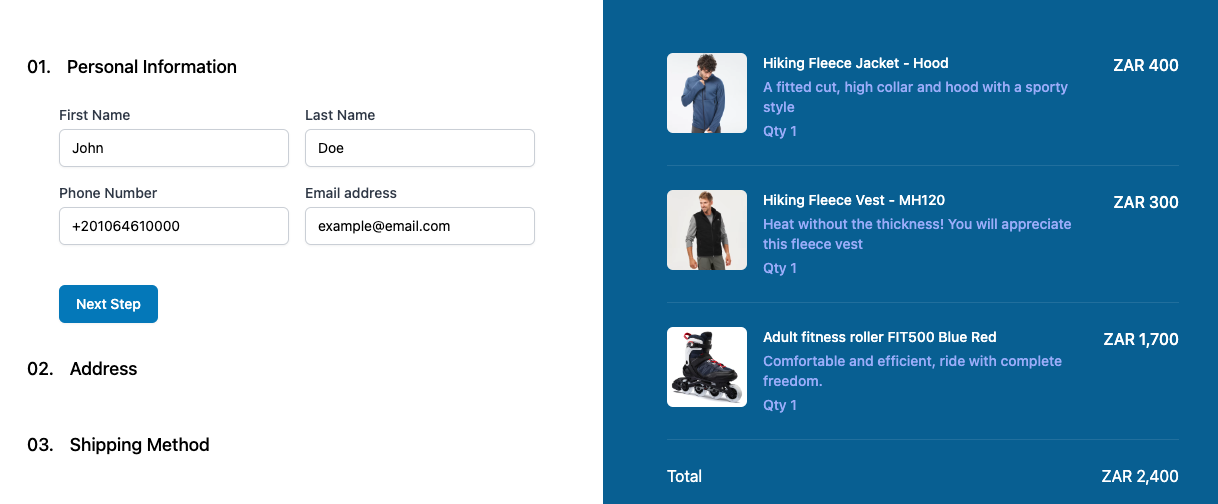 01. Personal Information
First Name
Last Name
John
Doe
Phone Number
Email address
+201064610000
example@email.com
Next Step
02. Address
03. Shipping Method
Hiking Fleece Jacket - Hood
ZAR 400
A fitted cut, high collar and hood with a sporty
style
Qty 1
Hiking Fleece Vest - MH120
ZAR 300
Heat without the thickness! You will appreciate
this fleece vest
Qty 1
Adult fitness roller FIT500 Blue Red
ZAR 1,700
Comfortable and efficient, ride with complete
freedom.
Qty 1
Total
ZAR 2,400